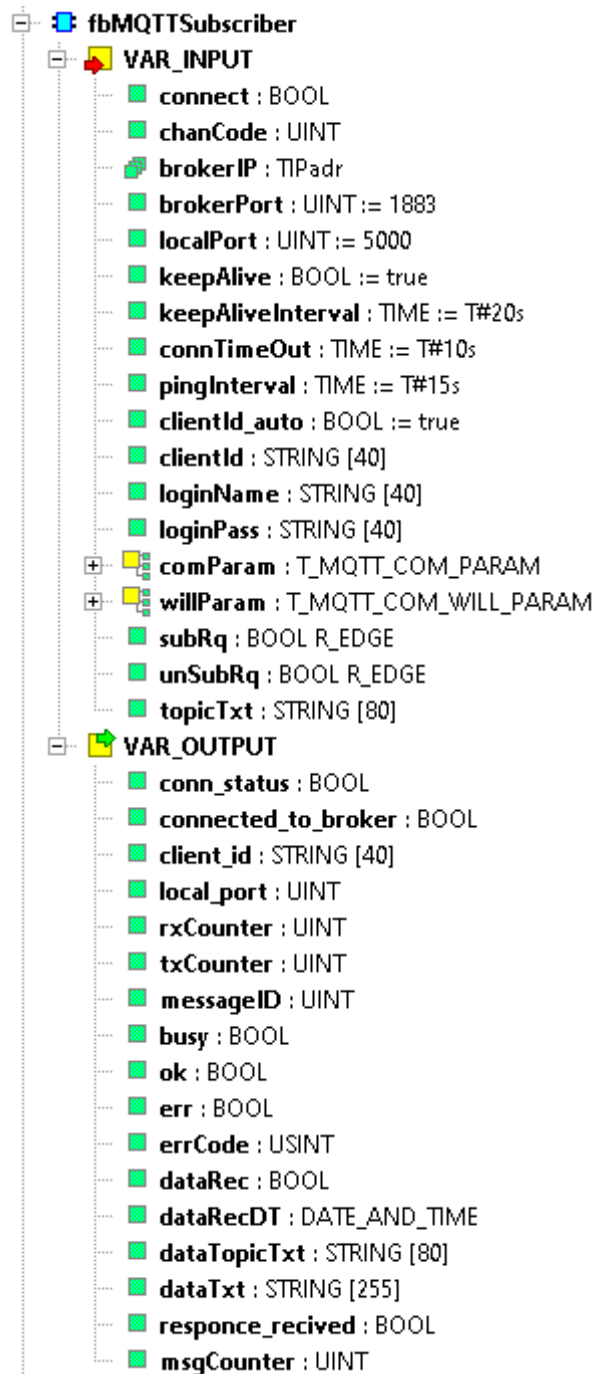 fbMQTTSubscriber
VAR_INPUT
connect : BOOL
chanCode : UINT
brokerIP : TIPadr
brokerPort : UINT := 1883
localPort : UINT := 5000
keepAlive : BOOL := true
keepAliveInterval : TIME := T#20s
connTimeOut : TIME := T#10s
pingInterval : TIME := T#15s
clientId_auto : BOOL := true
clientId : STRING [40]
loginName : STRING [40]
loginPass : STRING [40]
comParam : T_MQTT_COM_PARAM
willParam : T_MQTT_COM_WILL_PARAM
subRq : BOOL R_EDGE
unSubRq : BOOL R_EDGE
topicTxt : STRING [80]
VAR_OUTPUT
conn_status : BOOL
connected_to_broker : BOOL
client_id : STRING [40]
local_port : UINT
rxCounter : UINT
txCounter : UINT
messageID : UINT
busy : BOOL
ok : BOOL
err : BOOL
errCode : USINT
dataRec : BOOL
dataRecDT : DATE_AND_TIME
dataTopicTxt : STRING [80]
dataTxt : STRING [255]
responce_recived : BOOL
msgCounter : UINT